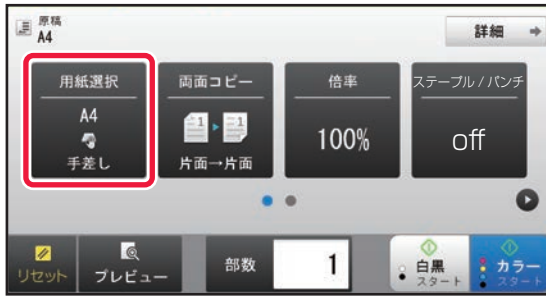 原稿
A4
詳細
用紙選択
A4
手差し
両面コピー
1 1
片面→片面
倍率
100%
ステープル / パンチ
off
リセット
プレビュー
部数
1
白黒
スタート
カラー
スタート